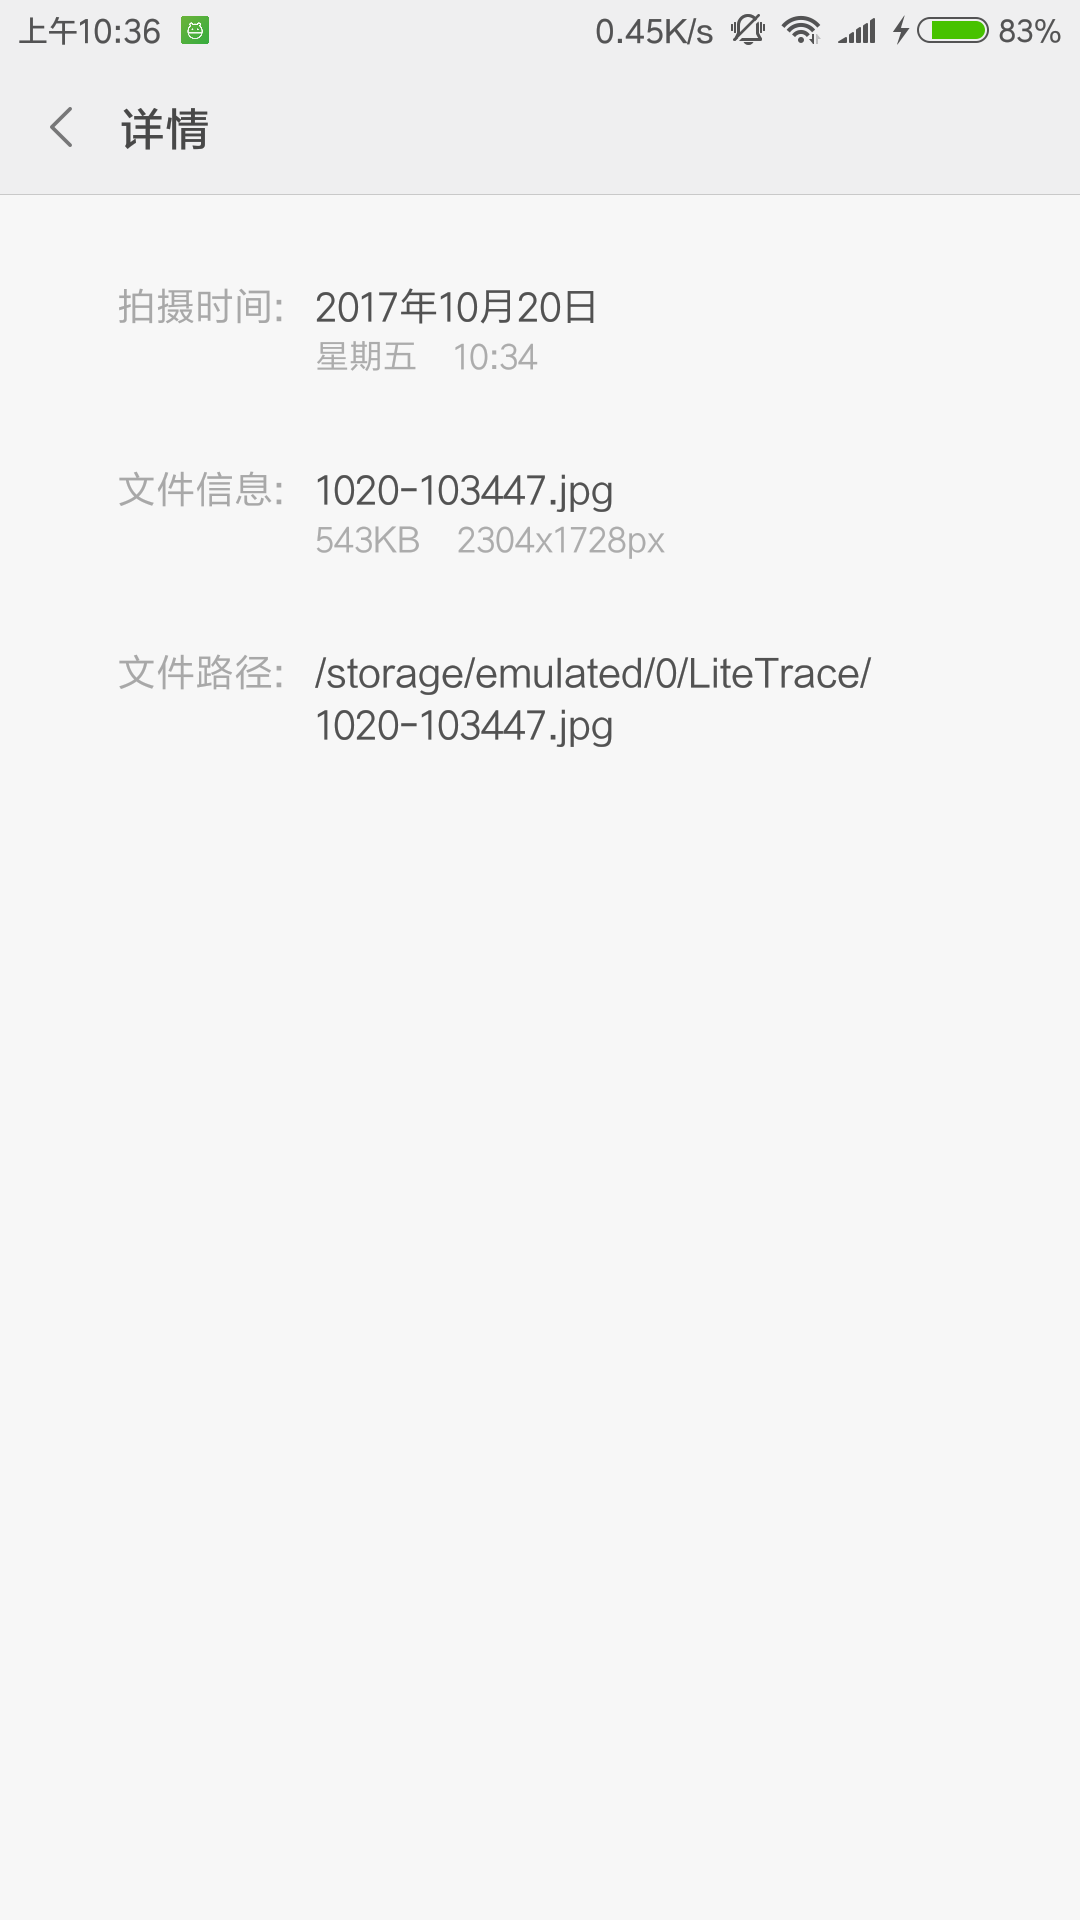 上午10:36 0.45K/s 83%
详情
拍摄时间: 2017年10月20日
星期五 10:34
文件信息: 1020-103447.jpg
543KB 2304x1728px
文件路径: /storage/emulated/0/LiteTrace/
1020-103447.jpg